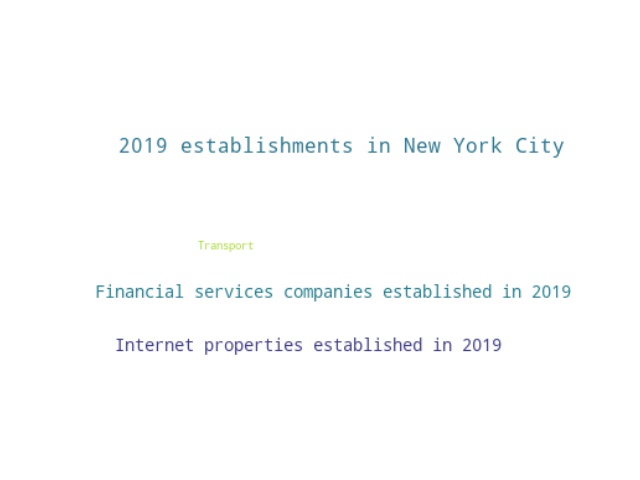 2019 establishments in New York City
Transport
Financial services companies established in 2019
Internet properties established in 2019